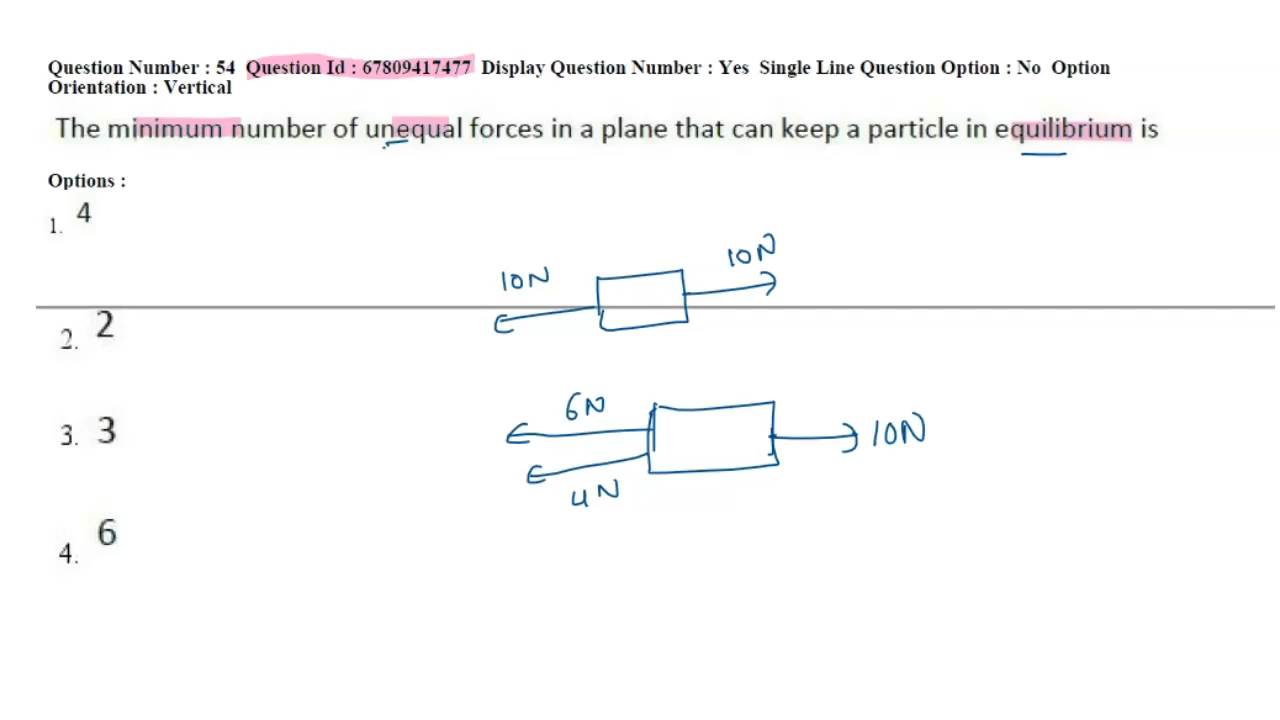 Question Number : 54 Question Id : 67809417477 Display Question Number : Yes Single Line Question Option : No Option
Orientation : Vertical
The minimum number of unequal forces in a plane that can keep a particle in equilibrium is
Options :
1. 4
10N
10N
2. 2
6N
3. 3
10N
4N
4. 6